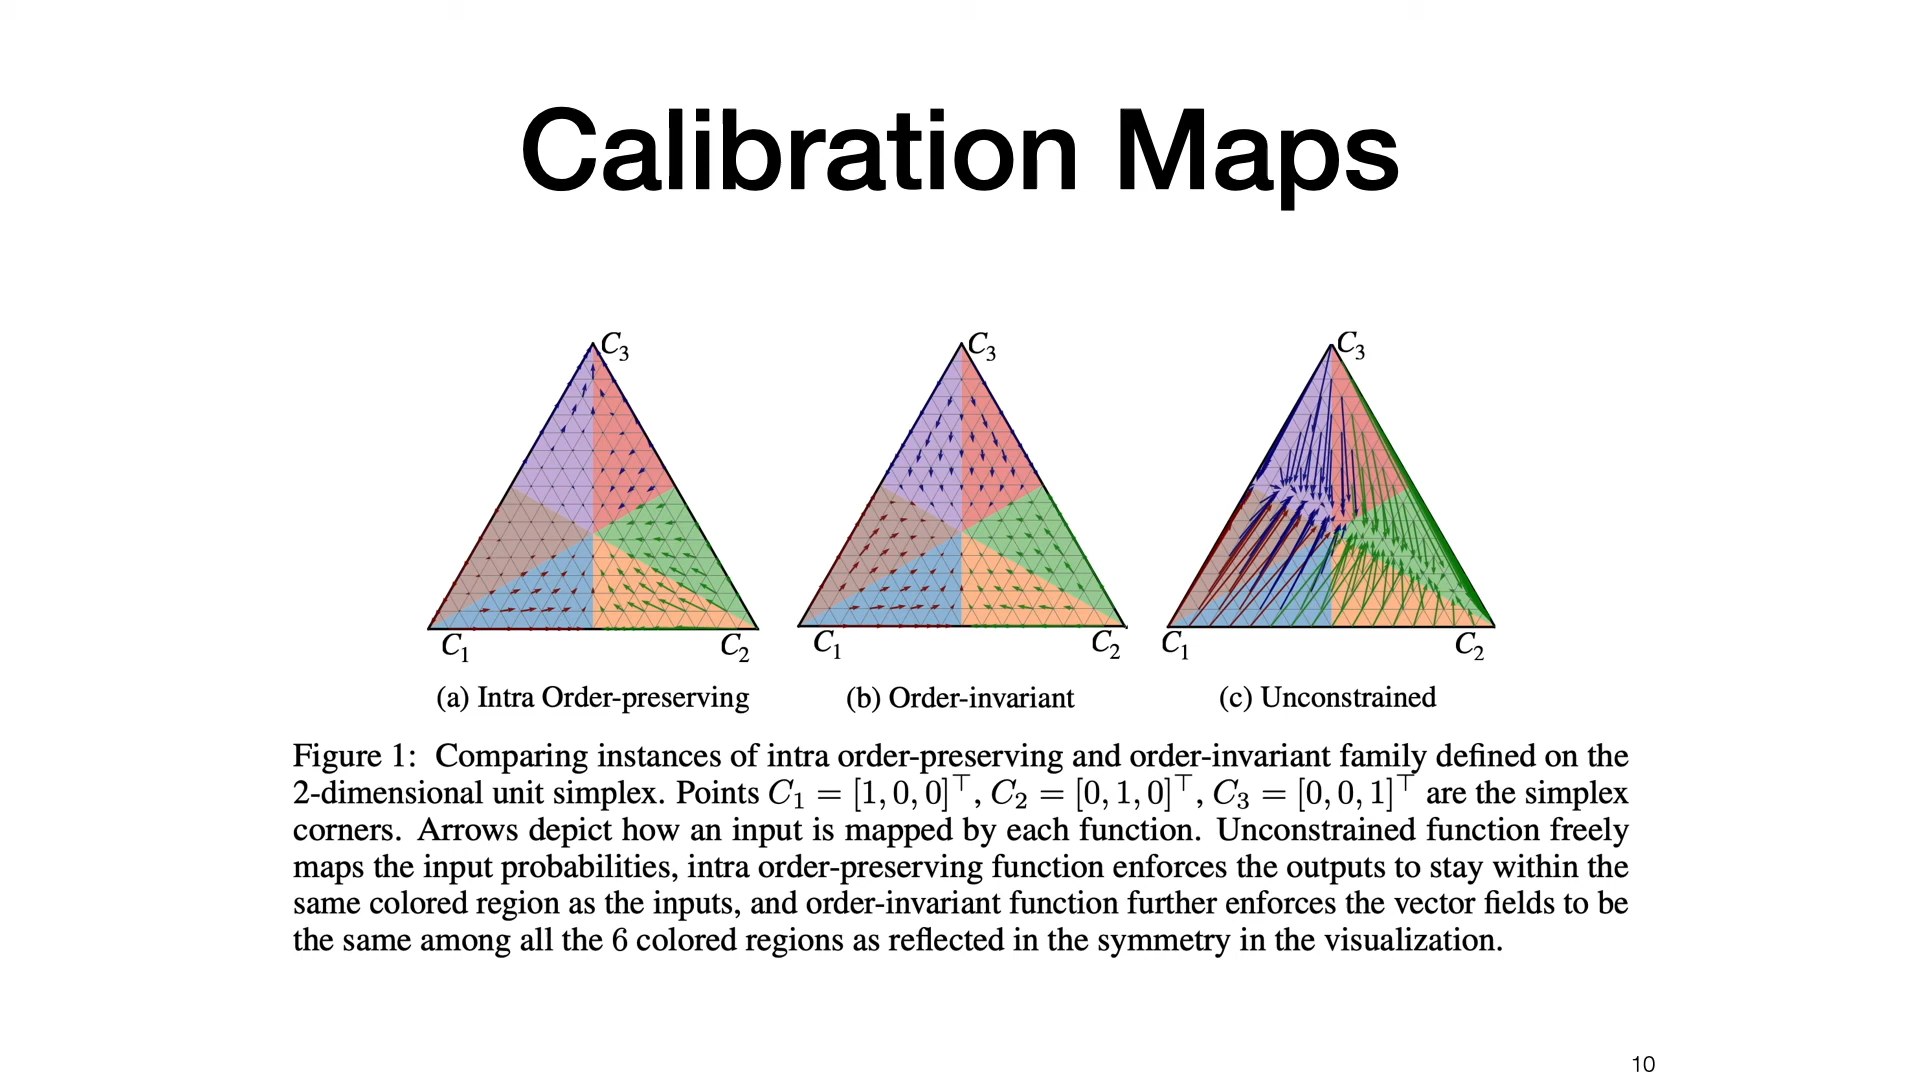 Calibration Maps
C₃ C₃ C₃
C₁ C₂ C₁ C₂ C₁ C₂
(a) Intra Order-preserving (b) Order-invariant (c) Unconstrained
Figure 1: Comparing instances of intra order-preserving and order-invariant family defined on the
2-dimensional unit simplex. Points C₁ = [1, 0, 0]⊤, C₂ = [0, 1, 0]⊤, C₃ = [0, 0, 1]⊤ are the simplex
corners. Arrows depict how an input is mapped by each function. Unconstrained function freely
maps the input probabilities, intra order-preserving function enforces the outputs to stay within the
same colored region as the inputs, and order-invariant function further enforces the vector fields to be
the same among all the 6 colored regions as reflected in the symmetry in the visualization.
10